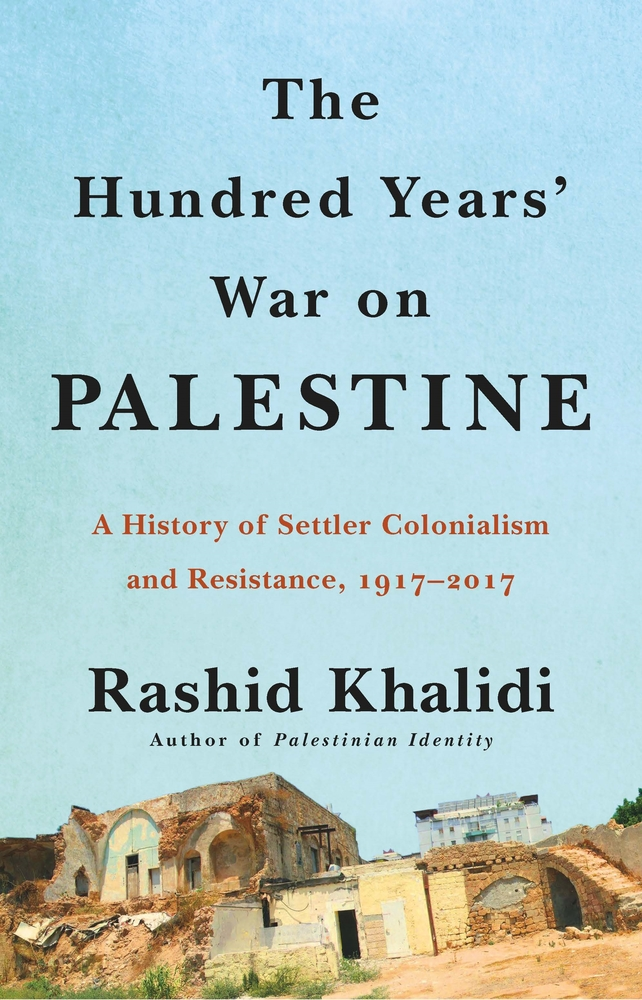 The
Hundred Years’
War on
PALESTINE
A History of Settler Colonialism
and Resistance, 1917–2017
Rashid Khalidi
Author of Palestinian Identity